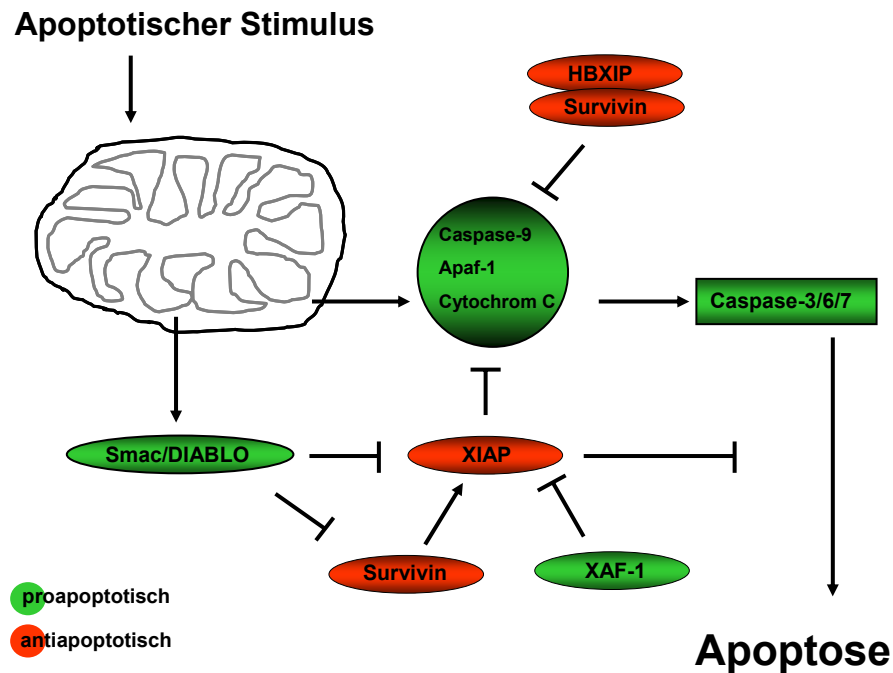 Apoptotischer Stimulus
HBXIP
Survivin
Caspase-9
Apaf-1
Cytochrom C
Caspase-3/6/7
Smac/DIABLO
XIAP
Survivin
XAF-1
proapoptotisch
antiapoptotisch
Apoptose